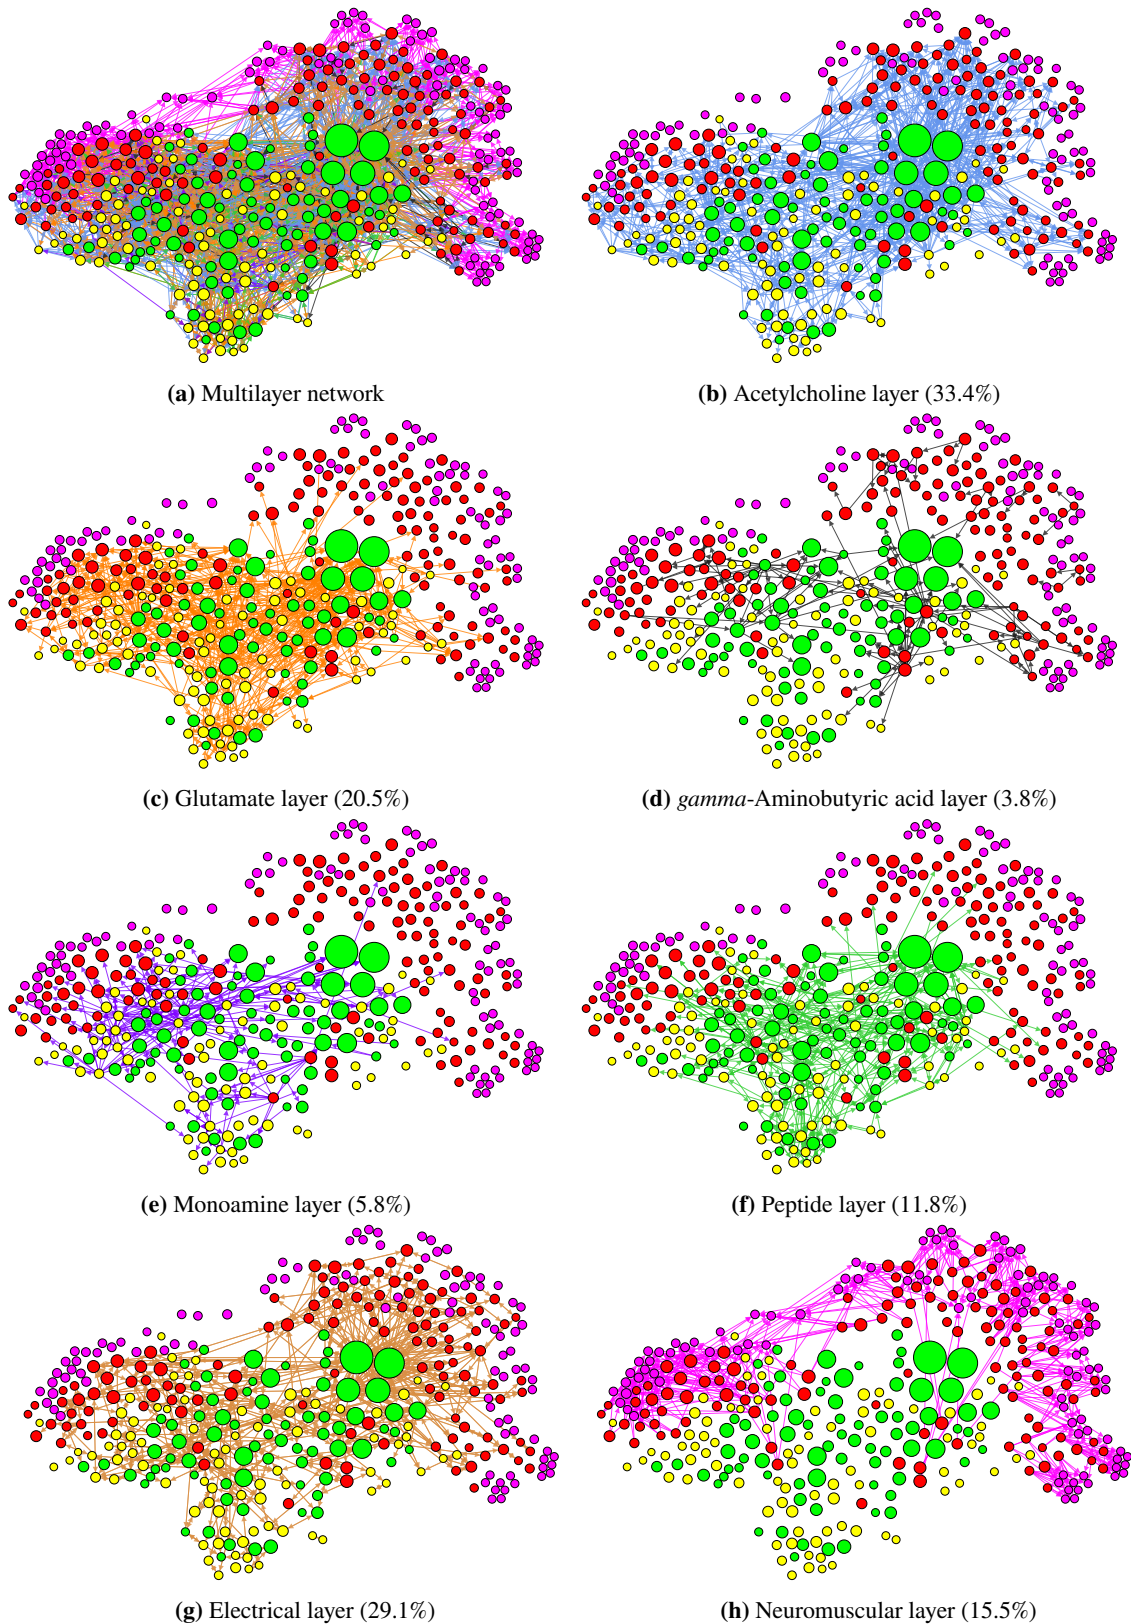 (a) Multilayer network
(b) Acetylcholine layer (33.4%)
(c) Glutamate layer (20.5%)
(d) gamma-Aminobutyric acid layer (3.8%)
(e) Monoamine layer (5.8%)
(f) Peptide layer (11.8%)
(g) Electrical layer (29.1%)
(h) Neuromuscular layer (15.5%)